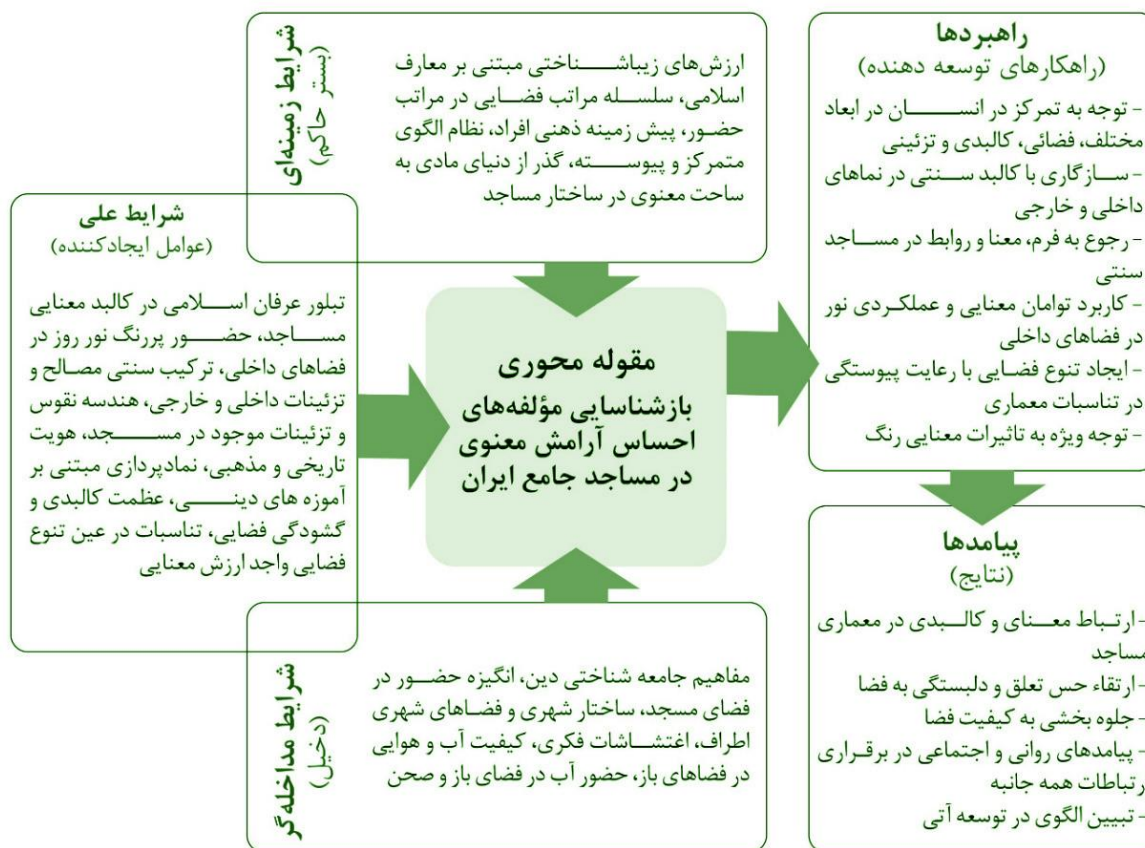 شرایط زمینه‌ای
(بستر حاکم)
ارزش‌های زیباشناختی مبتنی بر معارف
اسلامی، سلسله مراتب فضایی در مراتب
حضور، پیش زمینه ذهنی افراد، نظام الگوی
متمرکز و پیوسته، گذر از دنیای مادی به
ساحت معنوی در ساختار مساجد
راهبردها
(راهکارهای توسعه دهنده)
- توجه به تمرکز در انسان در ابعاد
مختلف، فضائی، کالبدی و تزئینی
- سازگاری با کالبد سنتی در نماهای
داخلی و خارجی
- رجوع به فرم، معنا و روابط در مساجد
سنتی
- کاربرد توامان معنایی و عملکردی نور
در فضاهای داخلی
- ایجاد تنوع فضایی با رعایت پیوستگی
در تناسبات معماری
- توجه ویژه به تاثیرات معنایی رنگ
شرایط علی
(عوامل ایجادکننده)
تبلور عرفان اسلامی در کالبد معنایی
مساجد، حضور پررنگ نور روز در
فضاهای داخلی، ترکیب سنتی مصالح و
تزئینات داخلی و خارجی، هندسه نقوس
و تزئینات موجود در مسجد، هویت
تاریخی و مذهبی، نمادپردازی مبتنی بر
آموزه های دینی، عظمت کالبدی و
گشودگی فضایی، تناسبات در عین تنوع
فضایی واجد ارزش معنایی
مقوله محوری
بازشناسایی مؤلفه‌های
احساس آرامش معنوی
در مساجد جامع ایران
شرایط مداخله‌گر
(دخیل)
مفاهیم جامعه شناختی دین، انگیزه حضور در
فضای مسجد، ساختار شهری و فضاهای شهری
اطراف، اغتشاشات فکری، کیفیت آب و هوایی
در فضاهای باز، حضور آب در فضای باز و صحن
پیامدها
(نتایج)
- ارتباط معنای و کالبدی در معماری
مساجد
- ارتقاء حس تعلق و دلبستگی به فضا
- جلوه بخشی به کیفیت فضا
- پیامدهای روانی و اجتماعی در برقراری
رتباطات همه جانبه
- تبیین الگوی در توسعه آتی